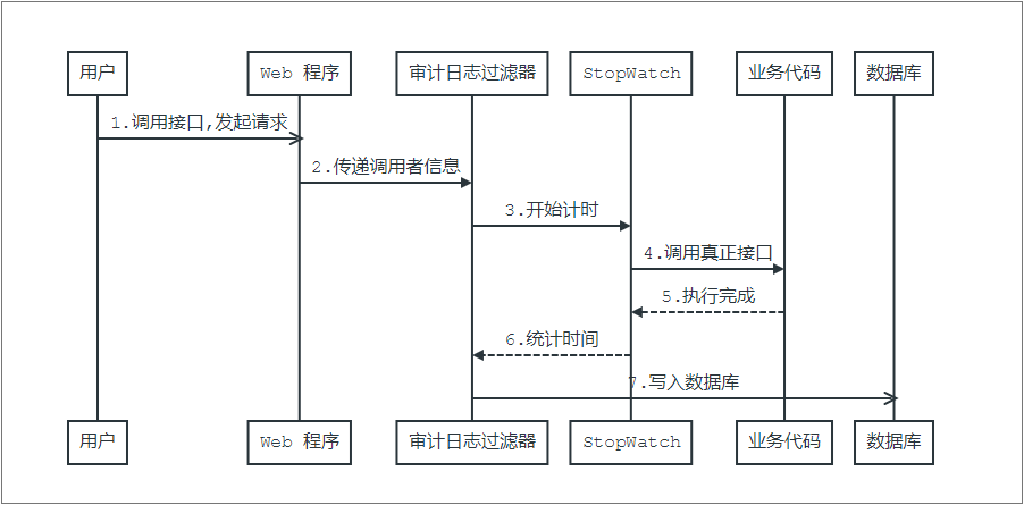 用户 Web 程序 审计日志过滤器 StopWatch 业务代码 数据库
1.调用接口,发起请求
2.传递调用者信息
3.开始计时
4.调用真正接口
5.执行完成
6.统计时间
7.写入数据库
用户 Web 程序 审计日志过滤器 StopWatch 业务代码 数据库